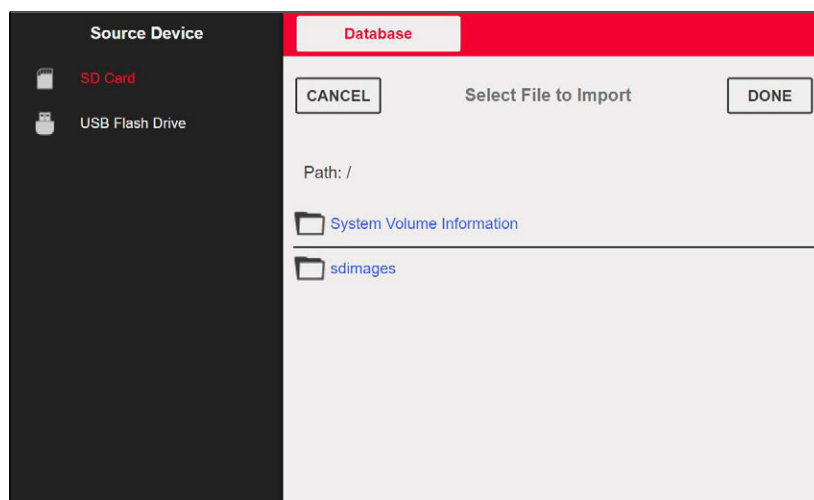 Source Device
SD Card
USB Flash Drive
Database
CANCEL
Select File to Import
DONE
Path: /
System Volume Information
sdimages